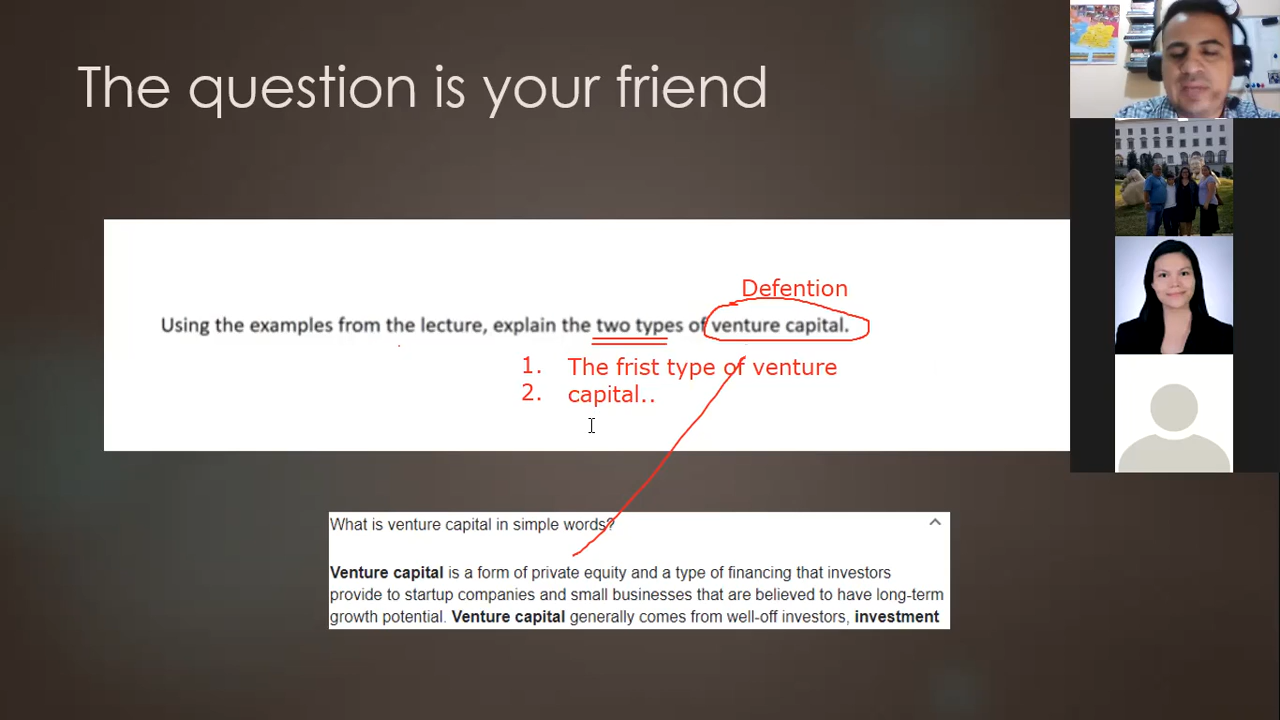 The question is your friend
Defention
Using the examples from the lecture, explain the two types of venture capital.
1. The frist type of venture
2. capital..
What is venture capital in simple words?
Venture capital is a form of private equity and a type of financing that investors
provide to startup companies and small businesses that are believed to have long-term
growth potential. Venture capital generally comes from well-off investors, investment